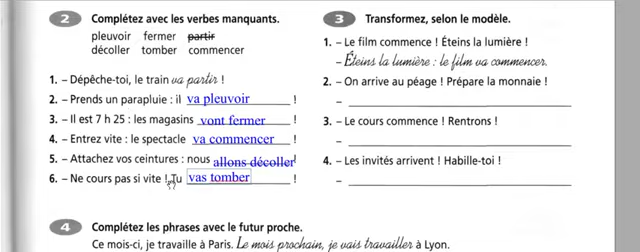 2 Complétez avec les verbes manquants.
pleuvoir fermer partir
décoller tomber commencer
1. – Dépêche-toi, le train va partir !
2. – Prends un parapluie : il va pleuvoir !
3. – Il est 7 h 25 : les magasins vont fermer !
4. – Entrez vite : le spectacle va commencer !
5. – Attachez vos ceintures : nous allons décoller!
6. – Ne cours pas si vite ! Tu vas tomber !
3 Transformez, selon le modèle.
1. – Le film commence ! Éteins la lumière !
– Éteins la lumière : le film va commencer.
2. – On arrive au péage ! Prépare la monnaie !
–
3. – Le cours commence ! Rentrons !
–
4. – Les invités arrivent ! Habille-toi !
–
4 Complétez les phrases avec le futur proche.
Ce mois-ci, je travaille à Paris. Le mois prochain, je vais travailler à Lyon.